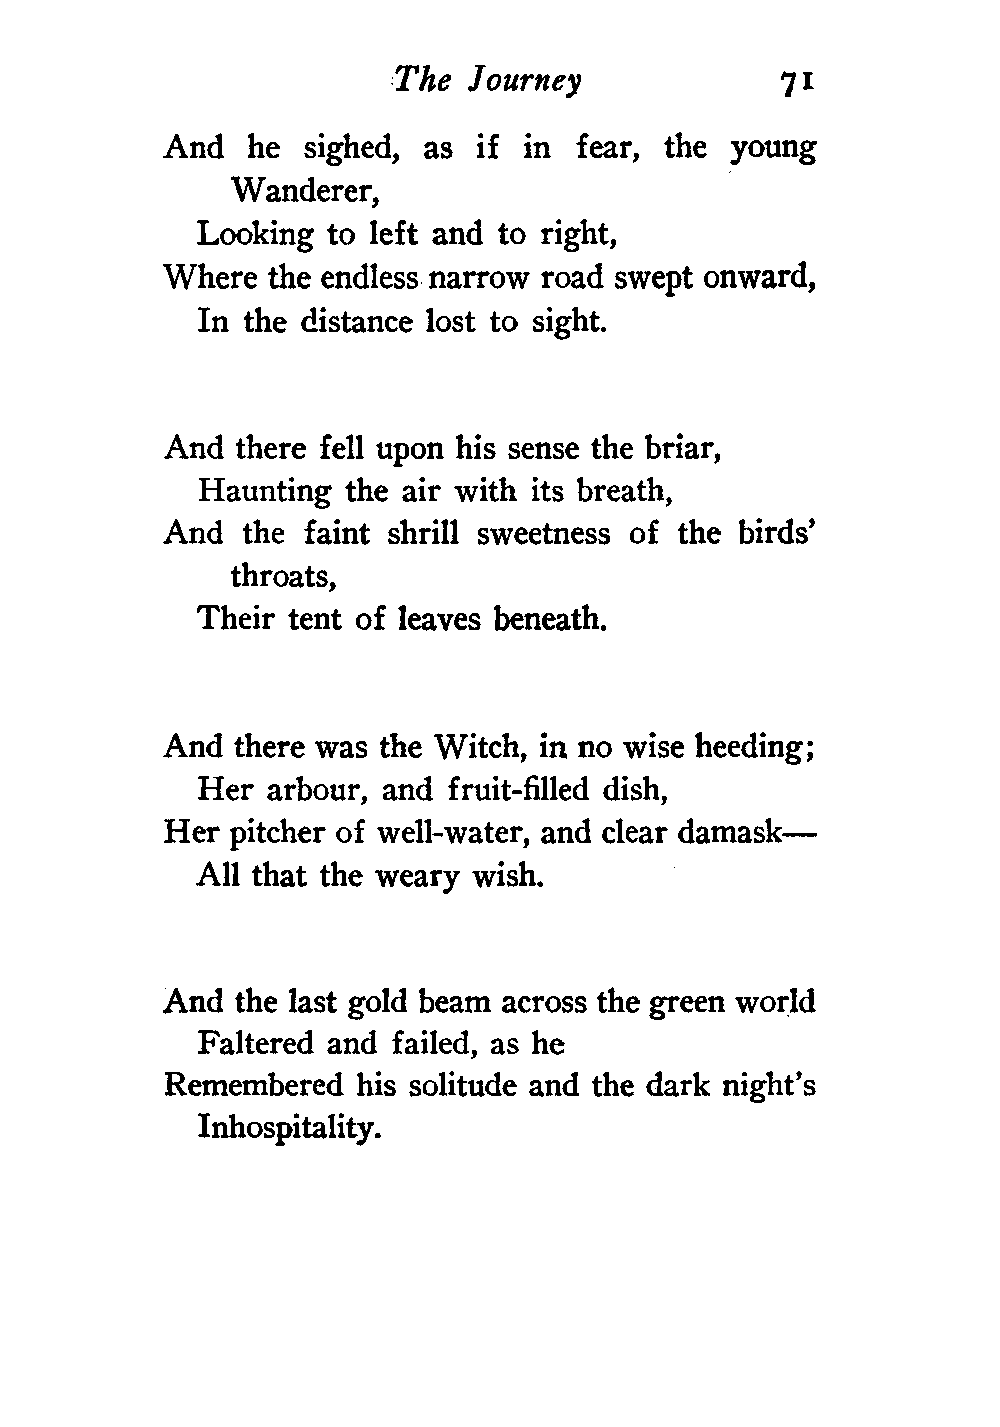 The Journey 71
And he sighed, as if in fear, the young
Wanderer,
Looking to left and to right,
Where the endless narrow road swept onward,
In the distance lost to sight.
And there fell upon his sense the briar,
Haunting the air with its breath,
And the faint shrill sweetness of the birds'
throats,
Their tent of leaves beneath.
And there was the Witch, in no wise heeding;
Her arbour, and fruit-filled dish,
Her pitcher of well-water, and clear damask—
All that the weary wish.
And the last gold beam across the green world
Faltered and failed, as he
Remembered his solitude and the dark night's
Inhospitality.